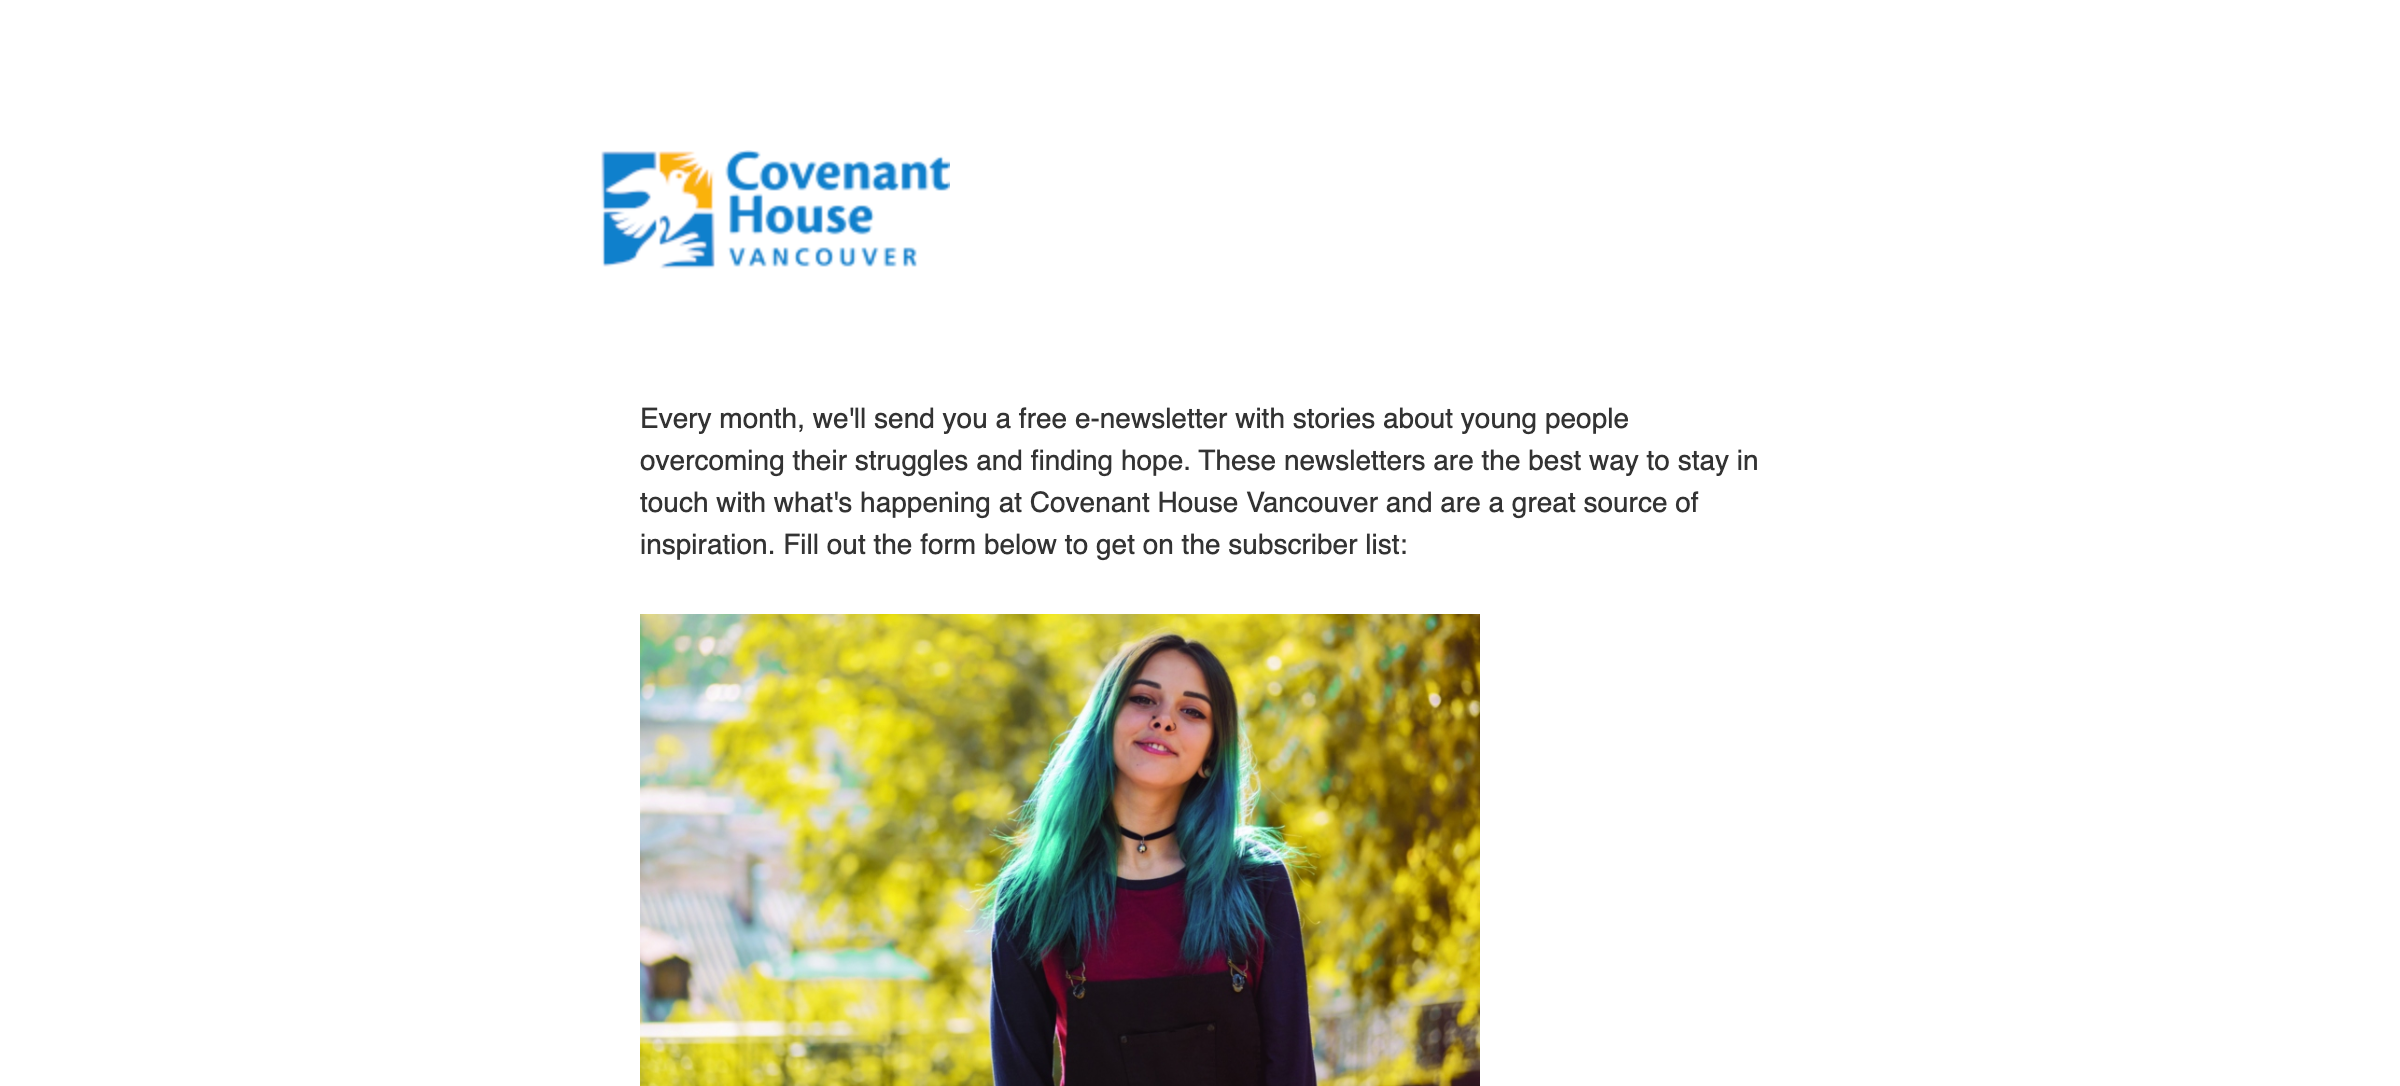 Covenant
House
VANCOUVER
Every month, we'll send you a free e-newsletter with stories about young people
overcoming their struggles and finding hope. These newsletters are the best way to stay in
touch with what's happening at Covenant House Vancouver and are a great source of
inspiration. Fill out the form below to get on the subscriber list: